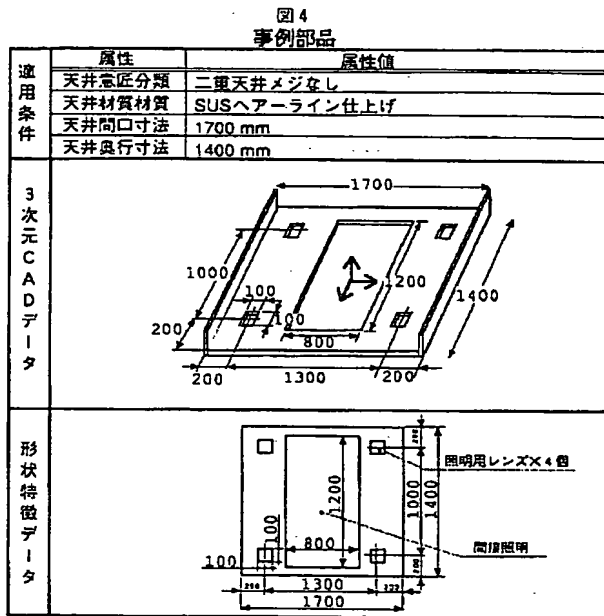 図4
事例部品
適用条件
属性 属性値
天井意匠分類 二重天井メジなし
天井材質材質 SUSヘアーライン仕上げ
天井間口寸法 1700 mm
天井奥行寸法 1400 mm
3次元CADデータ
1700
1000
100
100
1200
1400
200
800
200 1300 200
形状特徴データ
照明用レンズ×4個
1200
1000
1400
100
間接照明
800
100
200
1300
1700